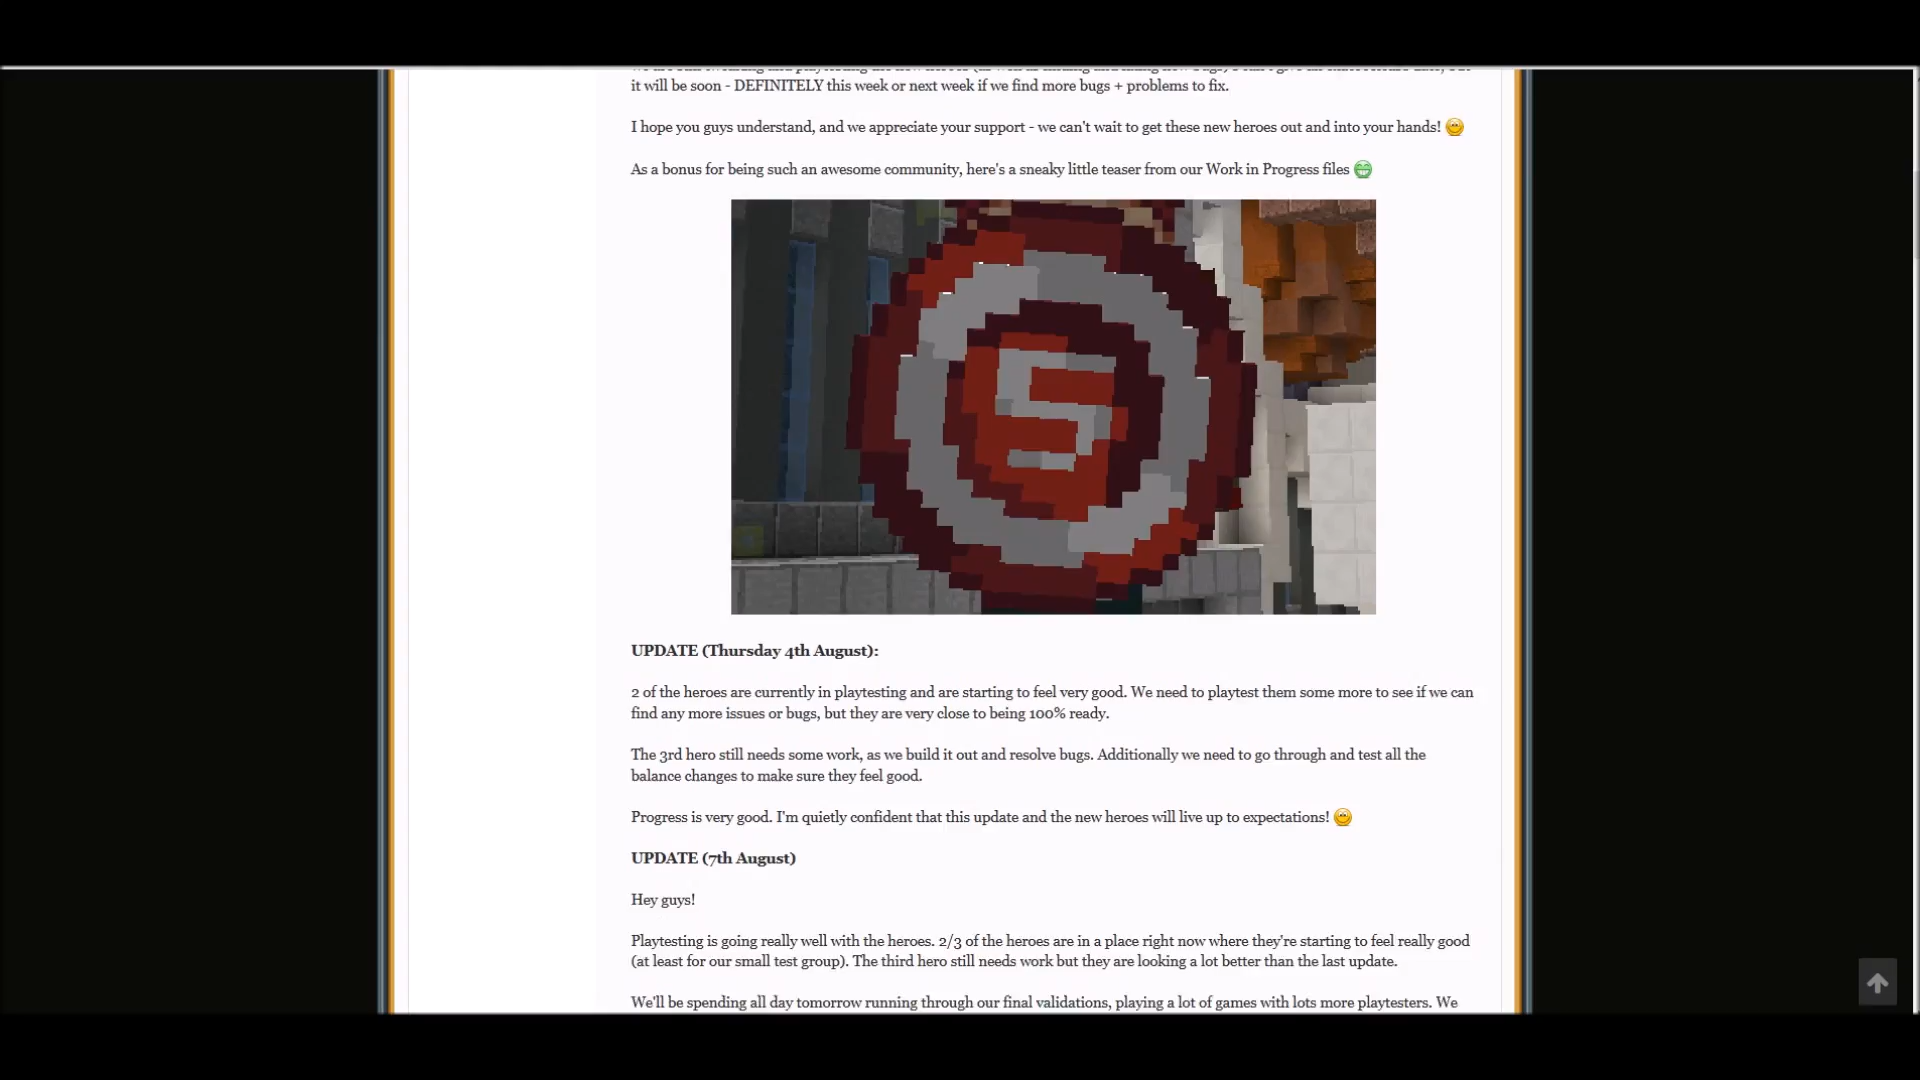 it will be soon - DEFINITELY this week or next week if we find more bugs + problems to fix.
I hope you guys understand, and we appreciate your support - we can't wait to get these new heroes out and into your hands!
As a bonus for being such an awesome community, here's a sneaky little teaser from our Work in Progress files
S
UPDATE (Thursday 4th August):
2 of the heroes are currently in playtesting and are starting to feel very good. We need to playtest them some more to see if we can
find any more issues or bugs, but they are very close to being 100% ready.
The 3rd hero still needs some work, as we build it out and resolve bugs. Additionally we need to go through and test all the
balance changes to make sure they feel good.
Progress is very good. I'm quietly confident that this update and the new heroes will live up to expectations!
UPDATE (7th August)
Hey guys!
Playtesting is going really well with the heroes. 2/3 of the heroes are in a place right now where they're starting to feel really good
(at least for our small test group). The third hero still needs work but they are looking a lot better than the last update.
We'll be spending all day tomorrow running through our final validations, playing a lot of games with lots more playtesters. We